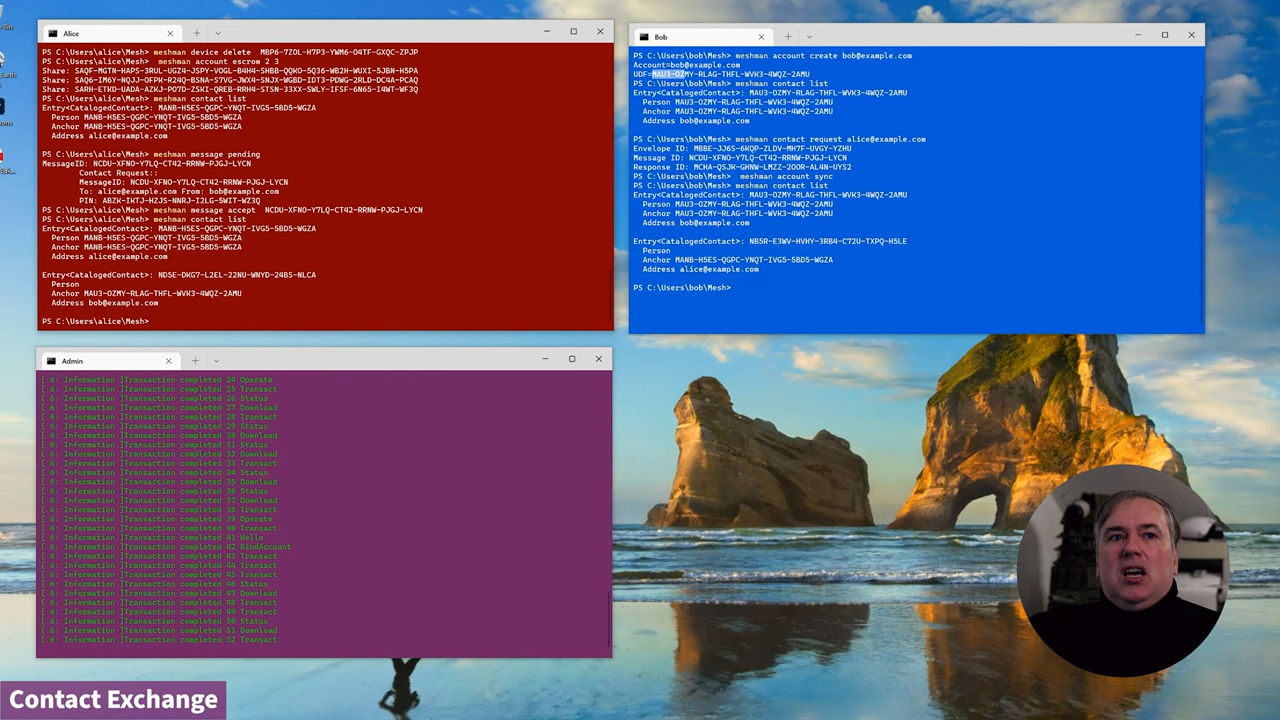 Alice
PS C:\Users\alice\Mesh> meshman device delete  MBP6-7ZOL-H7P3-YWM6-O4TF-GXQC-ZPJP
PS C:\Users\alice\Mesh>  meshman account escrow 2 3
Share: SAQF-MGTN-HAPS-3RUL-UGZ4-JSPY-VOGL-B4H4-SHBB-QQKO-5Q36-WB2H-WUXI-5JBN-H5PA
Share: SAQ6-IM6Y-NQJJ-OFPK-R24Q-BSNA-S7VG-JWX4-SNJX-WGBD-IDT3-PDWG-2RLD-DC4A-PCAQ
Share: SARH-ETKD-UADA-AZKJ-PO7D-ZSKI-QREB-RRH4-STSN-33XX-SWLY-IFSF-6N65-I4WT-WF3Q
PS C:\Users\alice\Mesh> meshman contact list
Entry<CatalogedContact>: MANB-H5ES-QGPC-YNQT-IVG5-5BD5-WGZA
Person MANB-H5ES-QGPC-YNQT-IVG5-5BD5-WGZA
Anchor MANB-H5ES-QGPC-YNQT-IVG5-5BD5-WGZA
Address alice@example.com
PS C:\Users\alice\Mesh> meshman message pending
MessageID: NCDU-XFNO-Y7LQ-CT42-RRNW-PJGJ-LYCN
Contact Request::
MessageID: NCDU-XFNO-Y7LQ-CT42-RRNW-PJGJ-LYCN
To: alice@example.com From: bob@example.com
PIN: ABZK-IKTJ-HZJS-NNRJ-I2LG-5WIT-WZ3Q
PS C:\Users\alice\Mesh> meshman message accept  NCDU-XFNO-Y7LQ-CT42-RRNW-PJGJ-LYCN
PS C:\Users\alice\Mesh> meshman contact list
Entry<CatalogedContact>: MANB-H5ES-QGPC-YNQT-IVG5-5BD5-WGZA
Person MANB-H5ES-QGPC-YNQT-IVG5-5BD5-WGZA
Anchor MANB-H5ES-QGPC-YNQT-IVG5-5BD5-WGZA
Address alice@example.com
Entry<CatalogedContact>: ND5E-DKG7-L2EL-22NU-WNYD-24BS-NLCA
Person
Anchor MAU3-OZMY-RLAG-THFL-WVK3-4WQZ-2AMU
Address bob@example.com
PS C:\Users\alice\Mesh>
Bob
PS C:\Users\bob\Mesh> meshman account create bob@example.com
Account=bob@example.com
UDF=MAU3-OZMY-RLAG-THFL-WVK3-4WQZ-2AMU
PS C:\Users\bob\Mesh> meshman contact list
Entry<CatalogedContact>: MAU3-OZMY-RLAG-THFL-WVK3-4WQZ-2AMU
Person MAU3-OZMY-RLAG-THFL-WVK3-4WQZ-2AMU
Anchor MAU3-OZMY-RLAG-THFL-WVK3-4WQZ-2AMU
Address bob@example.com
PS C:\Users\bob\Mesh> meshman contact request alice@example.com
Envelope ID: MBBE-JJ6S-6KQP-ZLDV-MH7F-UVGY-YZHU
Message ID: NCDU-XFNO-Y7LQ-CT42-RRNW-PJGJ-LYCN
Response ID: MCHA-QSJK-GHNW-LMZZ-2OOR-AL4N-UYS2
PS C:\Users\bob\Mesh>  meshman account sync
PS C:\Users\bob\Mesh> meshman contact list
Entry<CatalogedContact>: MAU3-OZMY-RLAG-THFL-WVK3-4WQZ-2AMU
Person MAU3-OZMY-RLAG-THFL-WVK3-4WQZ-2AMU
Anchor MAU3-OZMY-RLAG-THFL-WVK3-4WQZ-2AMU
Address bob@example.com
Entry<CatalogedContact>: NB5R-E3WV-HVHY-3RB4-C72U-TXPQ-H5LE
Person
Anchor MANB-H5ES-QGPC-YNQT-IVG5-5BD5-WGZA
Address alice@example.com
PS C:\Users\bob\Mesh>
Admin
[ 6: Information ]Transaction completed 24 Operate
[ 6: Information ]Transaction completed 25 Transact
[ 6: Information ]Transaction completed 26 Status
[ 6: Information ]Transaction completed 27 Download
[ 6: Information ]Transaction completed 28 Transact
[ 6: Information ]Transaction completed 29 Status
[ 6: Information ]Transaction completed 30 Download
[ 6: Information ]Transaction completed 31 Status
[ 6: Information ]Transaction completed 32 Download
[ 6: Information ]Transaction completed 33 Transact
[ 6: Information ]Transaction completed 34 Status
[ 6: Information ]Transaction completed 35 Download
[ 6: Information ]Transaction completed 36 Status
[ 6: Information ]Transaction completed 37 Download
[ 6: Information ]Transaction completed 38 Transact
[ 6: Information ]Transaction completed 39 Operate
[ 6: Information ]Transaction completed 40 Transact
[ 6: Information ]Transaction completed 41 Hello
[ 6: Information ]Transaction completed 42 BindAccount
[ 6: Information ]Transaction completed 43 Transact
[ 6: Information ]Transaction completed 44 Transact
[ 6: Information ]Transaction completed 45 Transact
[ 6: Information ]Transaction completed 46 Status
[ 6: Information ]Transaction completed 47 Download
[ 6: Information ]Transaction completed 48 Transact
[ 6: Information ]Transaction completed 49 Transact
[ 6: Information ]Transaction completed 50 Status
[ 6: Information ]Transaction completed 51 Download
[ 6: Information ]Transaction completed 52 Transact
Contact Exchange